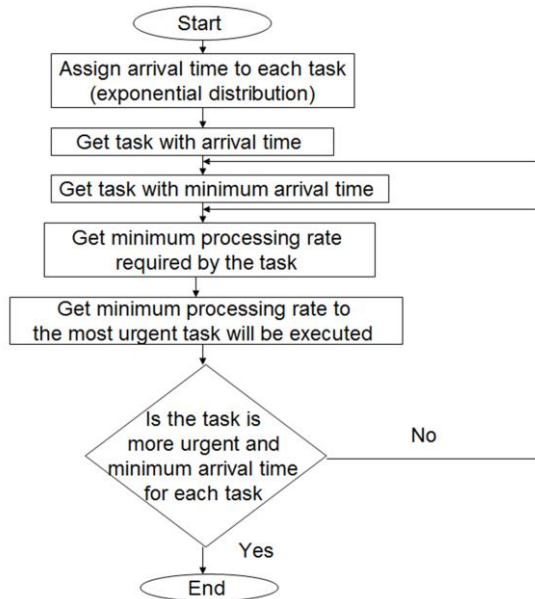 Start
Assign arrival time to each task
(exponential distribution)
Get task with arrival time
Get task with minimum arrival time
Get minimum processing rate
required by the task
Get minimum processing rate to
the most urgent task will be executed
Is the task is
more urgent and
minimum arrival time
for each task
No
Yes
End